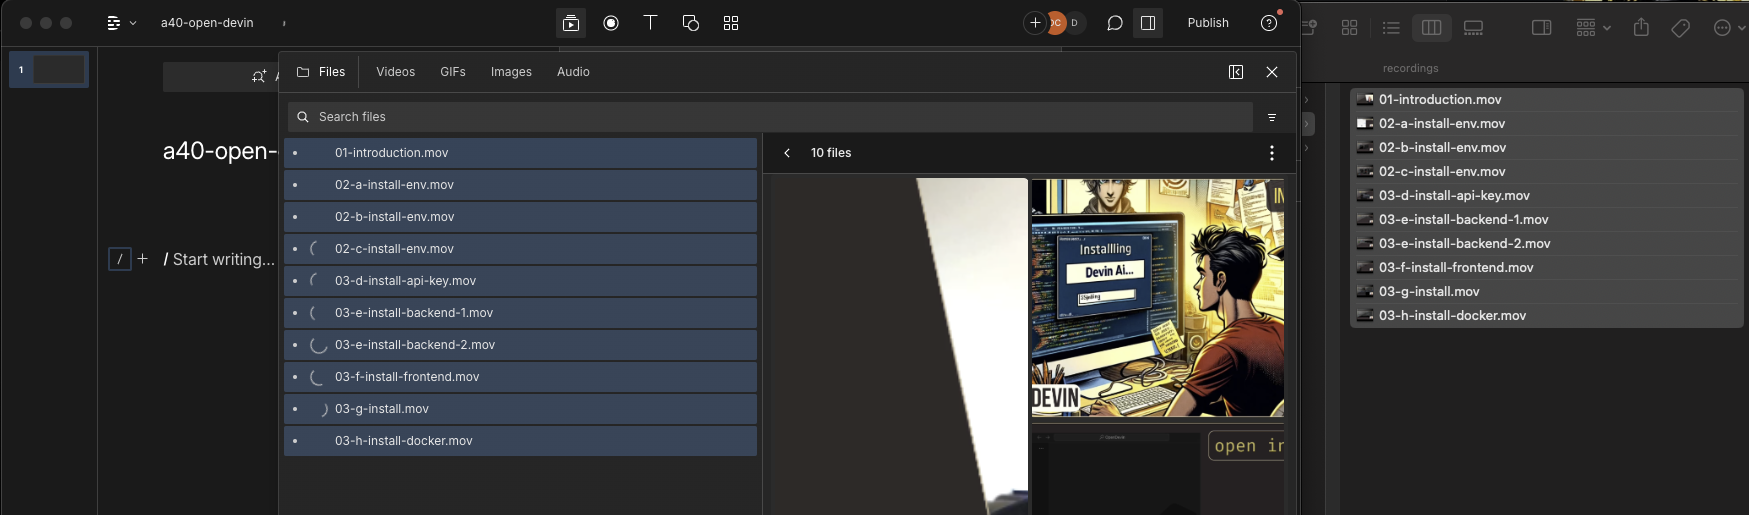 a40-open-devin
DC
D
Publish
1
Files
Videos
GIFs
Images
Audio
Search files
a40-open-
/
/ Start writing...
01-introduction.mov
02-a-install-env.mov
02-b-install-env.mov
02-c-install-env.mov
03-d-install-api-key.mov
03-e-install-backend-1.mov
03-e-install-backend-2.mov
03-f-install-frontend.mov
03-g-install.mov
03-h-install-docker.mov
10 files
Installling
Devin Ai...
DEVIN
IN
open in
recordings
01-introduction.mov
02-a-install-env.mov
02-b-install-env.mov
02-c-install-env.mov
03-d-install-api-key.mov
03-e-install-backend-1.mov
03-e-install-backend-2.mov
03-f-install-frontend.mov
03-g-install.mov
03-h-install-docker.mov